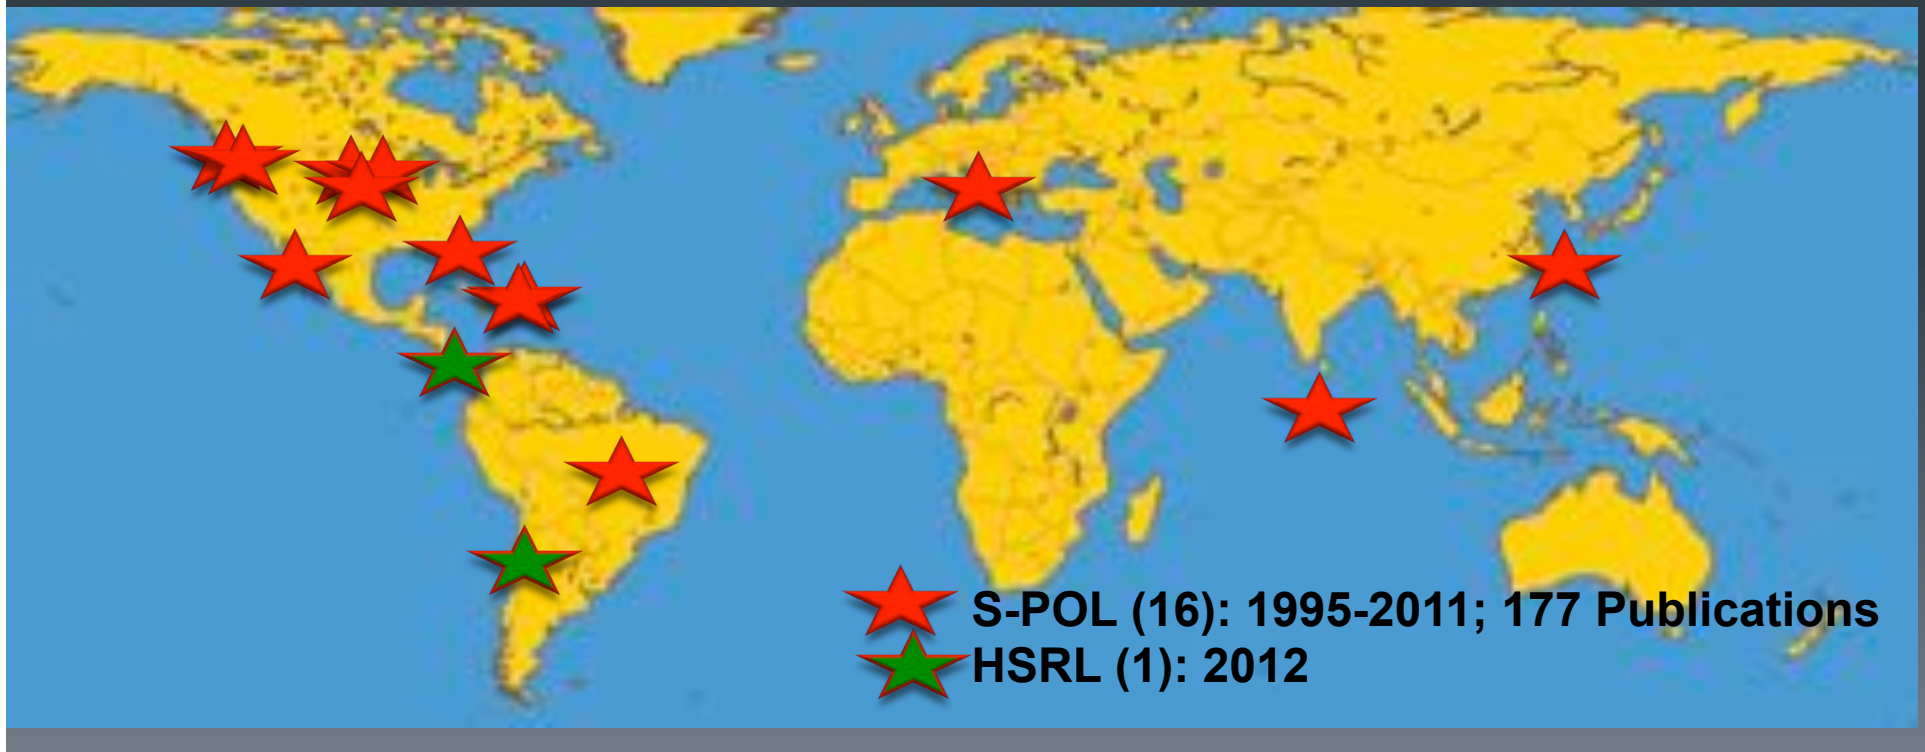 S-POL (16): 1995-2011; 177 Publications
HSRL (1): 2012